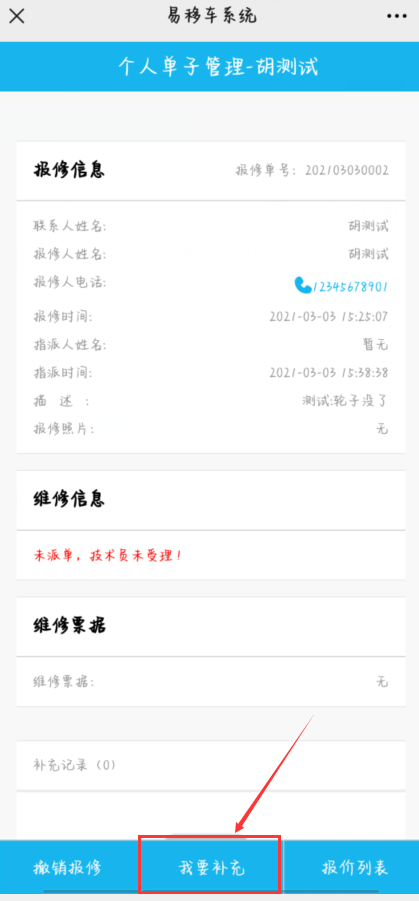 易移车系统
个人单子管理-胡测试
报修信息 报修单号: 202103030002
联系人姓名: 胡测试
报修人姓名: 胡测试
报修人电话: 12345678901
报修时间: 2021-03-03 15:25:07
指派人姓名: 暂无
指派时间: 2021-03-03 15:38:38
描 述 : 测试:轮子没了
报修照片: 无
维修信息
未派单，技术员未受理！
维修票据
维修票据: 无
补充记录（0）
撤销报修 我要补充 报价列表